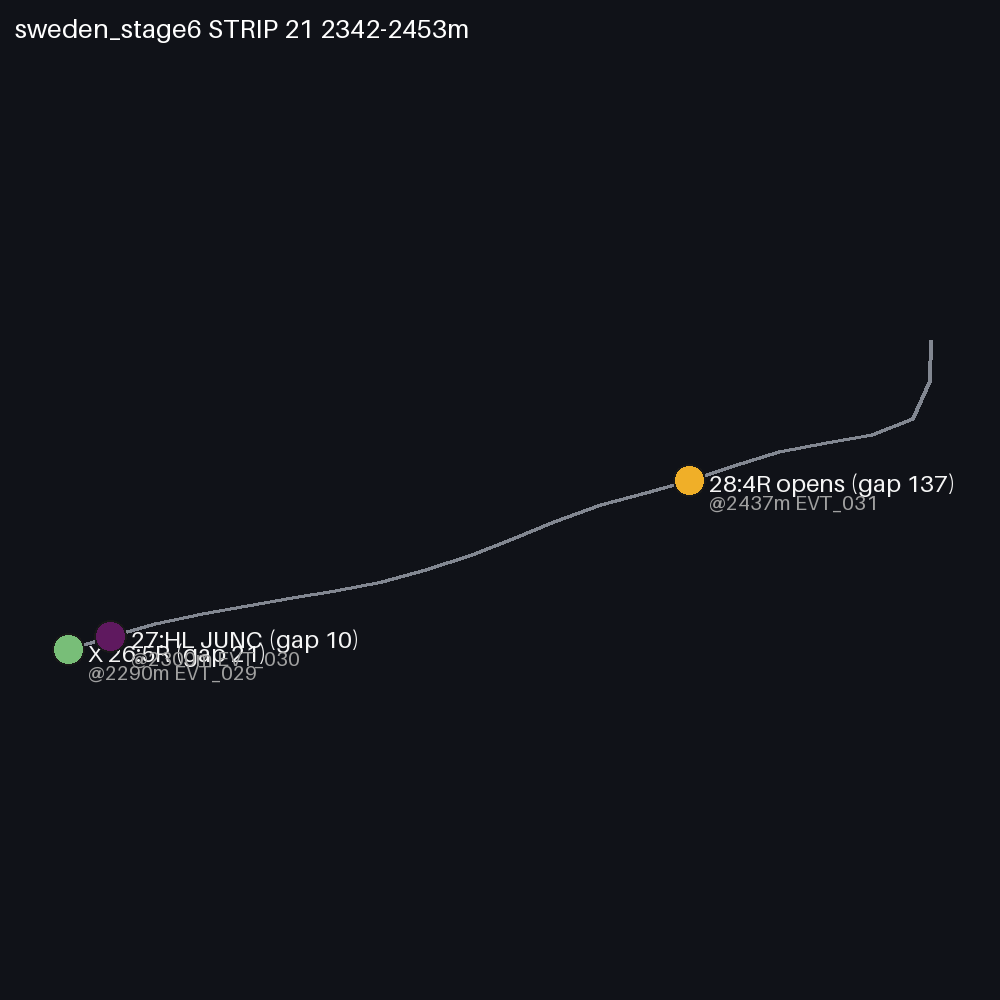 sweden_stage6 STRIP 21 2342-2453m
28:4R opens (gap 137)
@2437m EVT_031
27:HL JUNC (gap 10)
X 26:5R (gap 21)
EVT_030
@2290m EVT_029